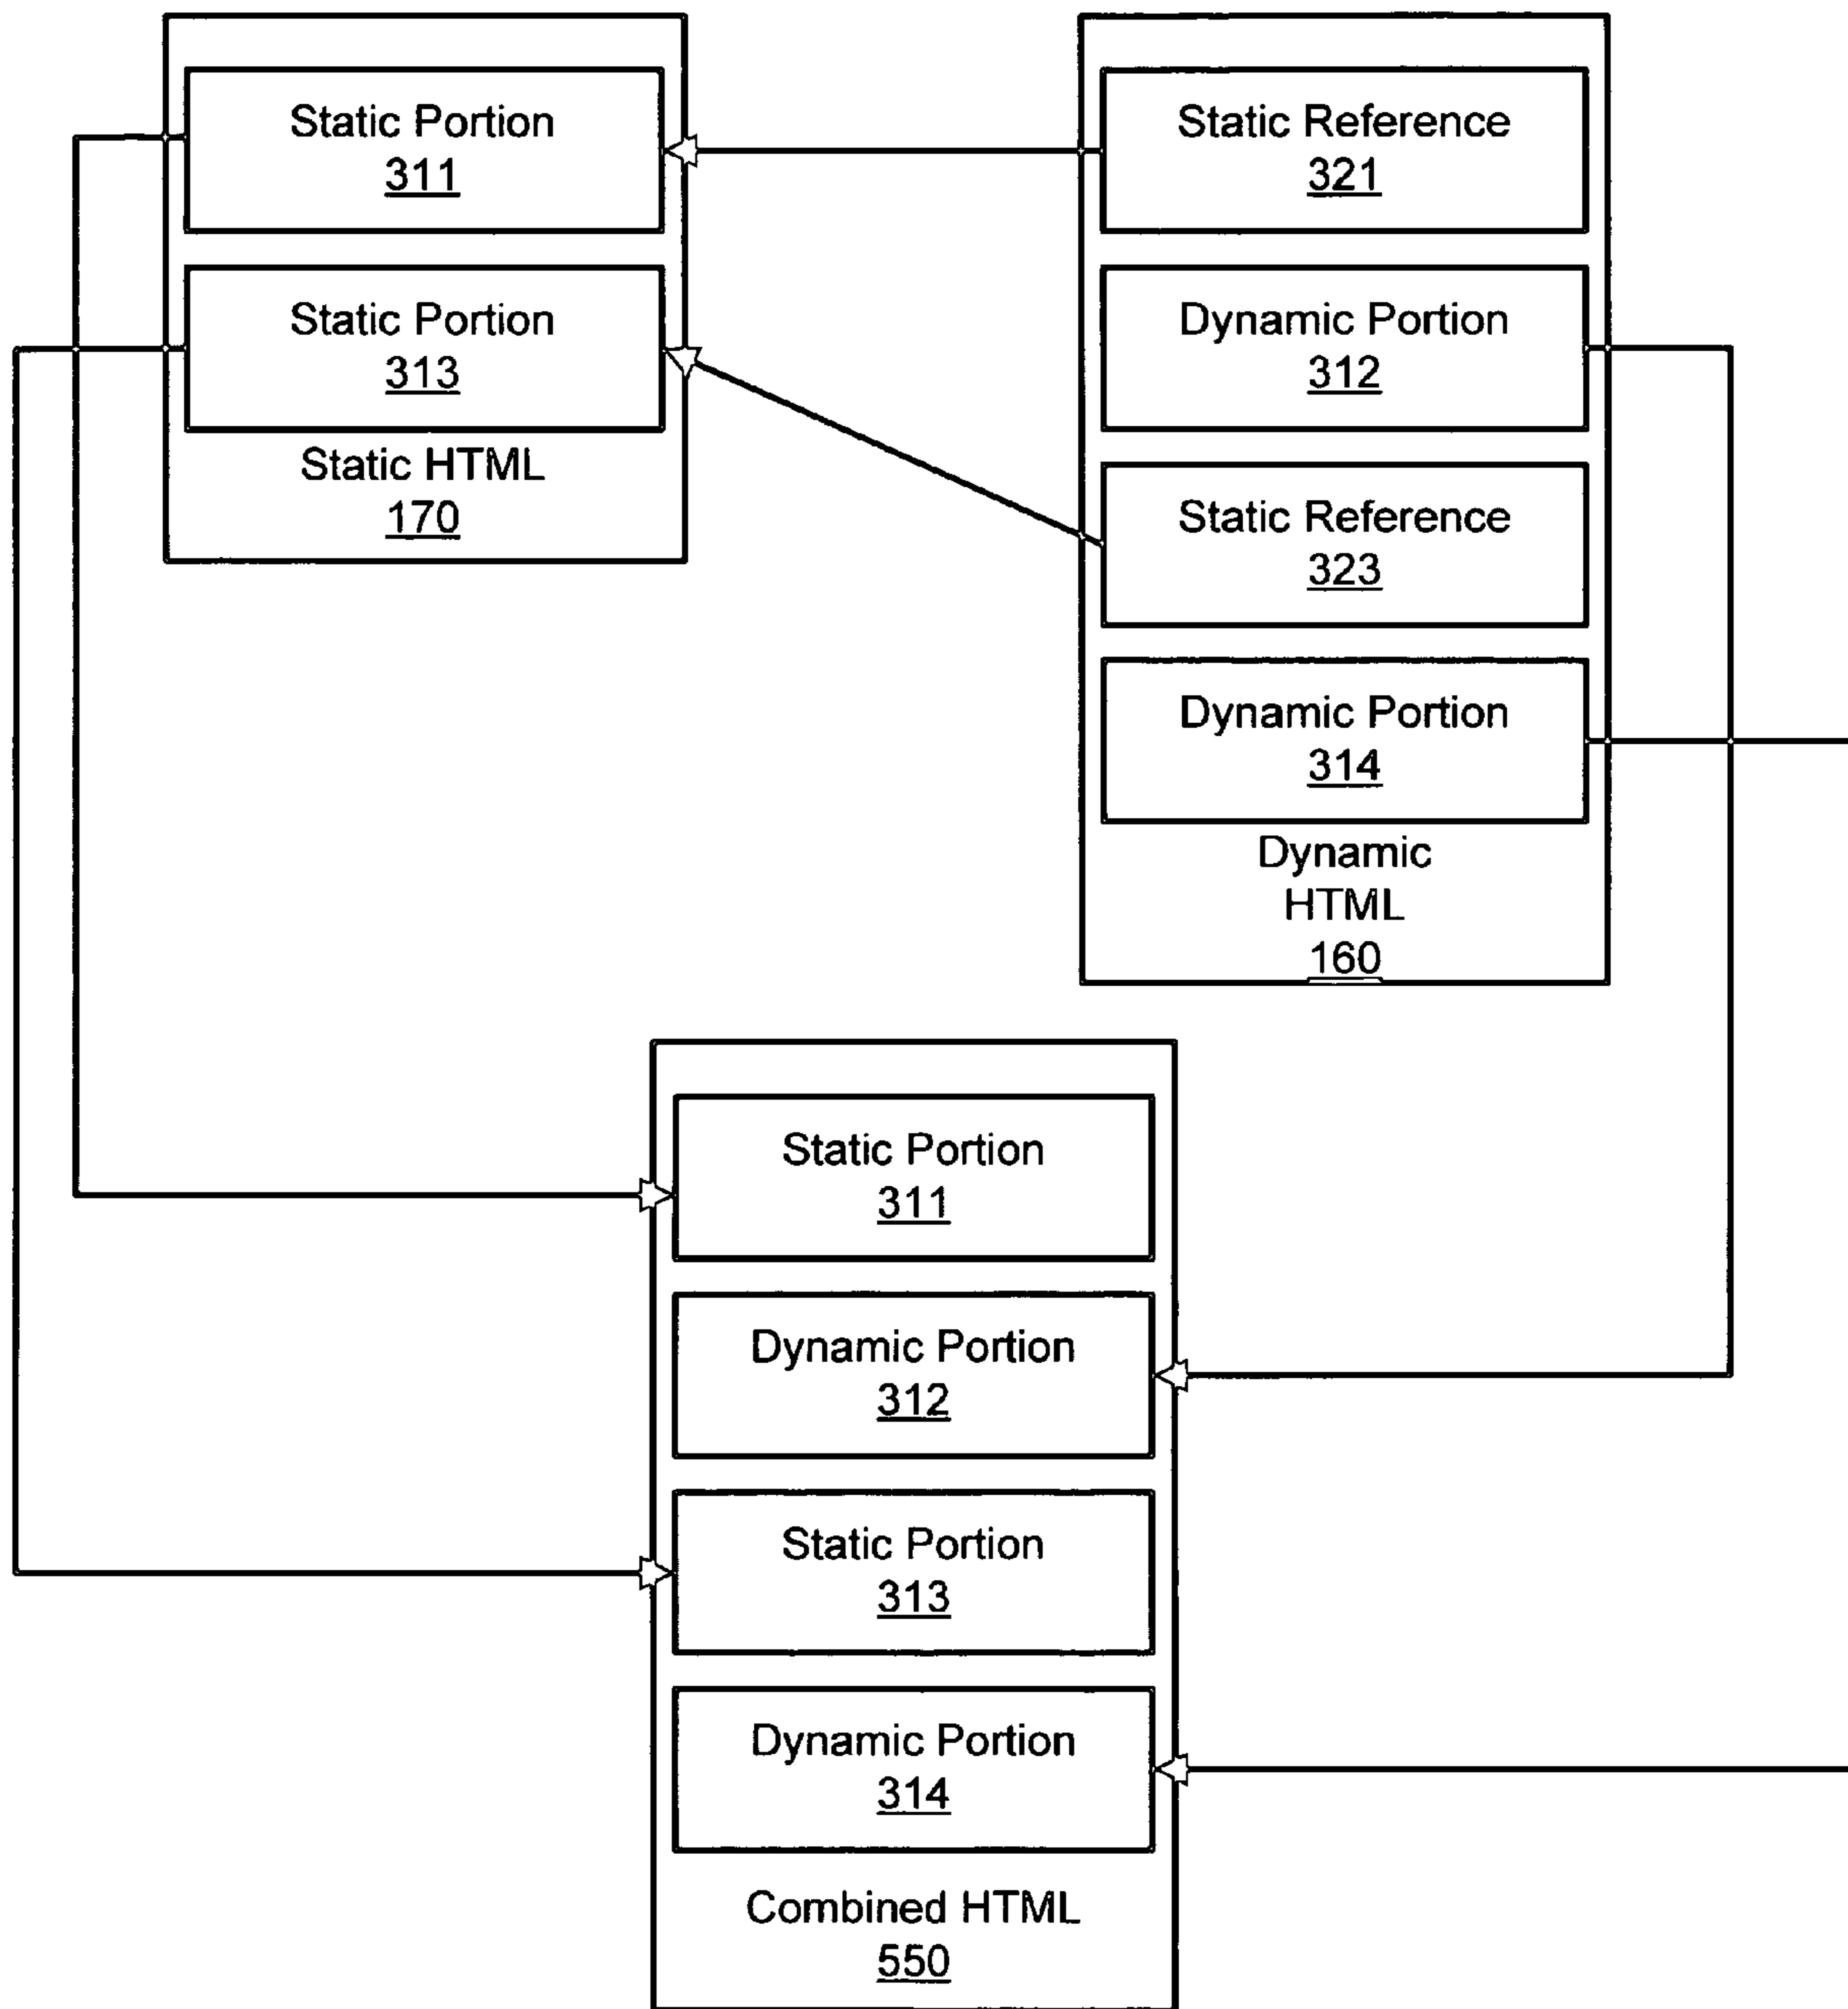 Static Portion
311
Static Portion
313
Static HTML
170
Static Reference
321
Dynamic Portion
312
Static Reference
323
Dynamic Portion
314
Dynamic
HTML
160
Static Portion
311
Dynamic Portion
312
Static Portion
313
Dynamic Portion
314
Combined HTML
550